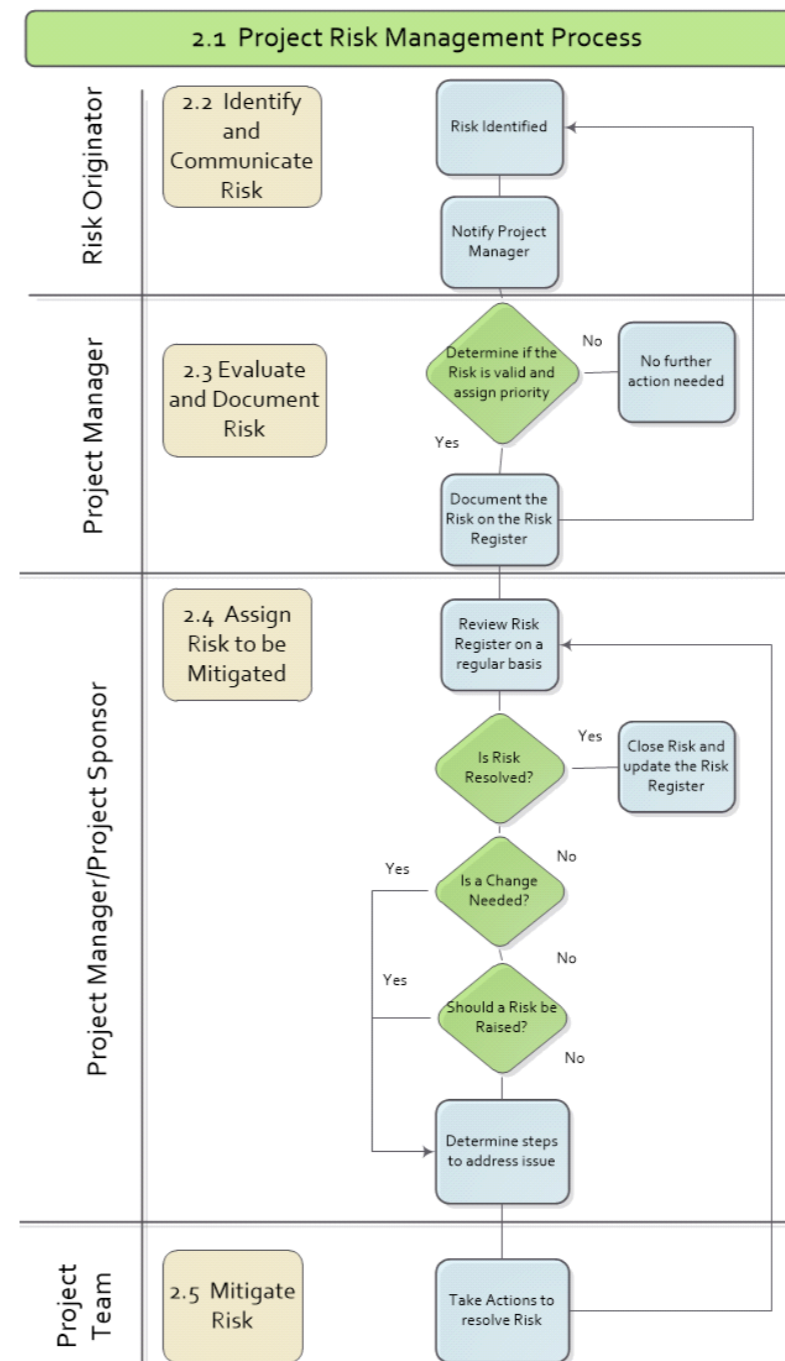 2.1 Project Risk Management Process
Risk Originator
2.2 Identify
and
Communicate
Risk
Risk Identified
Notify Project
Manager
Project Manager
2.3 Evaluate
and Document
Risk
Determine if the
Risk is valid and
assign priority
No
No further
action needed
Yes
Document the
Risk on the Risk
Register
Project Manager/Project Sponsor
2.4 Assign
Risk to be
Mitigated
Review Risk
Register on a
regular basis
Is Risk
Resolved?
Yes
Close Risk and
update the Risk
Register
No
Is a Change
Needed?
Yes
No
Should a Risk be
Raised?
Yes
No
Determine steps
to address issue
Project
Team
2.5 Mitigate
Risk
Take Actions to
resolve Risk